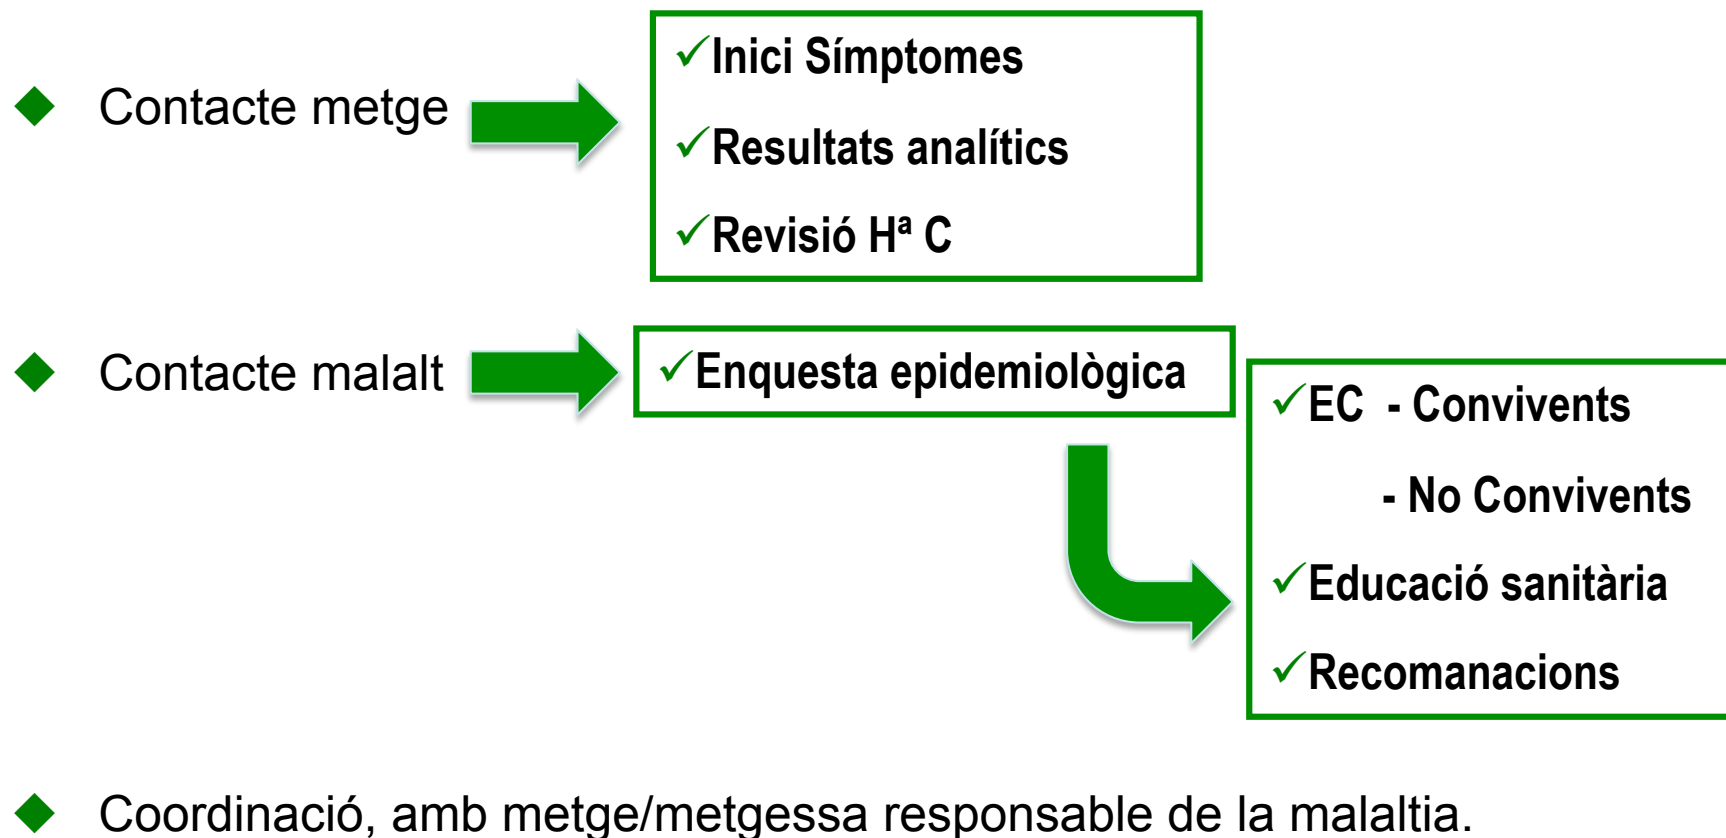 Contacte metge
✓Inici Símptomes
✓Resultats analítics
✓Revisió Hª C
Contacte malalt
✓Enquesta epidemiològica
✓EC - Convivents
- No Convivents
✓Educació sanitària
✓Recomanacions
Coordinació, amb metge/metgessa responsable de la malaltia.